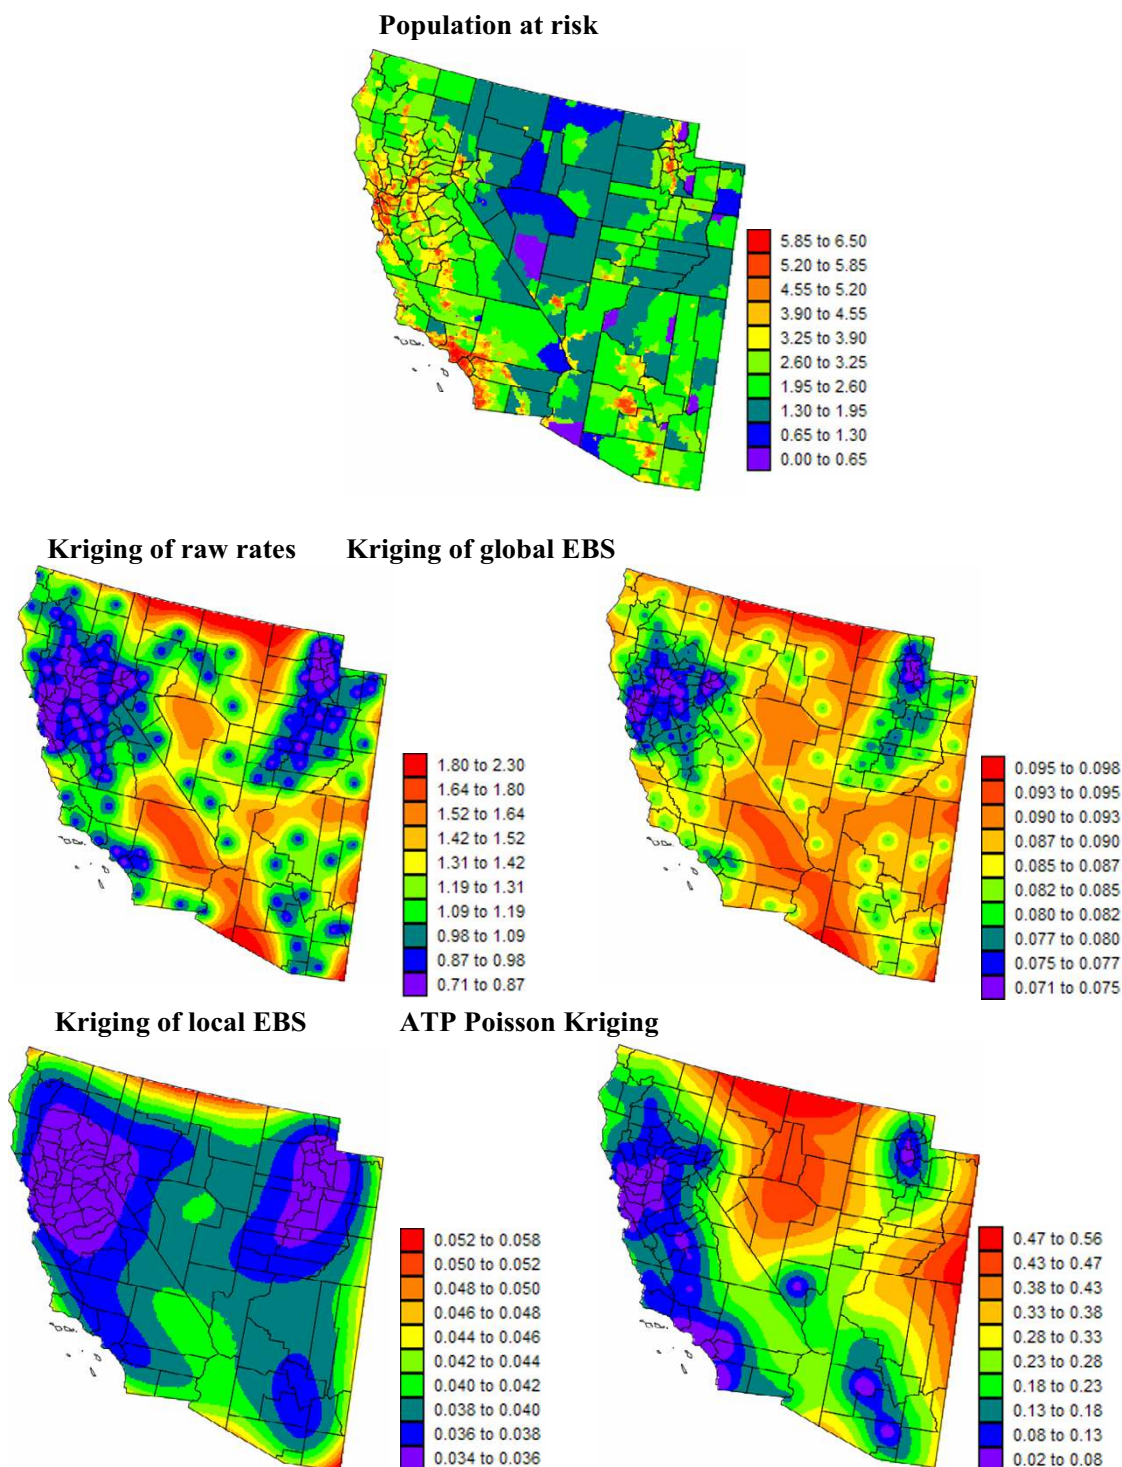 Population at risk
5.85 to 6.50
5.20 to 5.85
4.55 to 5.20
3.90 to 4.55
3.25 to 3.90
2.60 to 3.25
1.95 to 2.60
1.30 to 1.95
0.65 to 1.30
0.00 to 0.65
Kriging of raw rates
Kriging of global EBS
1.80 to 2.30
1.64 to 1.80
1.52 to 1.64
1.42 to 1.52
1.31 to 1.42
1.19 to 1.31
1.09 to 1.19
0.98 to 1.09
0.87 to 0.98
0.71 to 0.87
0.095 to 0.098
0.093 to 0.095
0.090 to 0.093
0.087 to 0.090
0.085 to 0.087
0.082 to 0.085
0.080 to 0.082
0.077 to 0.080
0.075 to 0.077
0.071 to 0.075
Kriging of local EBS
ATP Poisson Kriging
0.052 to 0.058
0.050 to 0.052
0.048 to 0.050
0.046 to 0.048
0.044 to 0.046
0.042 to 0.044
0.040 to 0.042
0.038 to 0.040
0.036 to 0.038
0.034 to 0.036
0.47 to 0.56
0.43 to 0.47
0.38 to 0.43
0.33 to 0.38
0.28 to 0.33
0.23 to 0.28
0.18 to 0.23
0.13 to 0.18
0.08 to 0.13
0.02 to 0.08